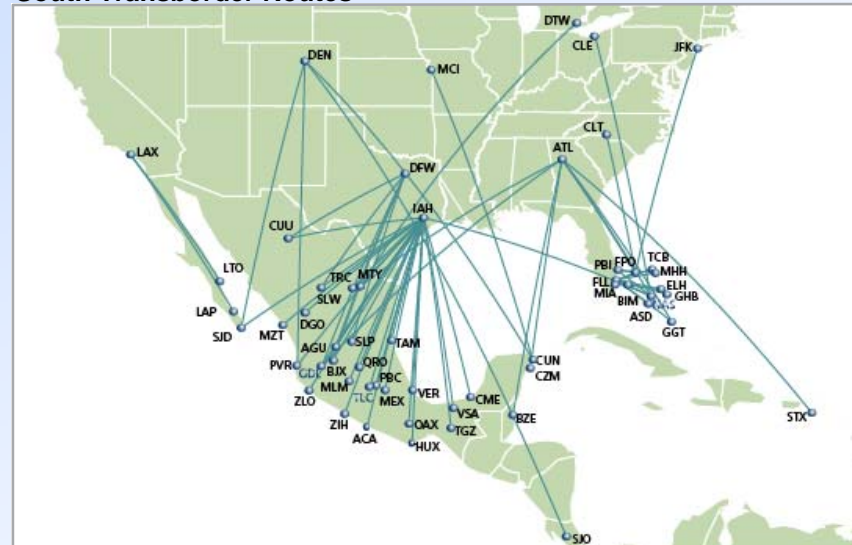 South Transborder Routes
DTW
CLE
JFK
DEN
MCI
CLT
ATL
LAX
DFW
IAH
CUU
LTO
TRC
MTY
SLW
LAP
SJD
MZT
DGO
PBI
FPO
TCB
MHH
FLL
MIA
ELH
GHB
BIM
ASD
GGT
AGU
SLP
TAM
PVR
GDL
BJX
QRO
CUN
CZM
MLM
PBC
TLC
MEX
ZLO
VER
CME
ZIH
VSA
BZE
STX
ACA
OAX
TGZ
HUX
SJO